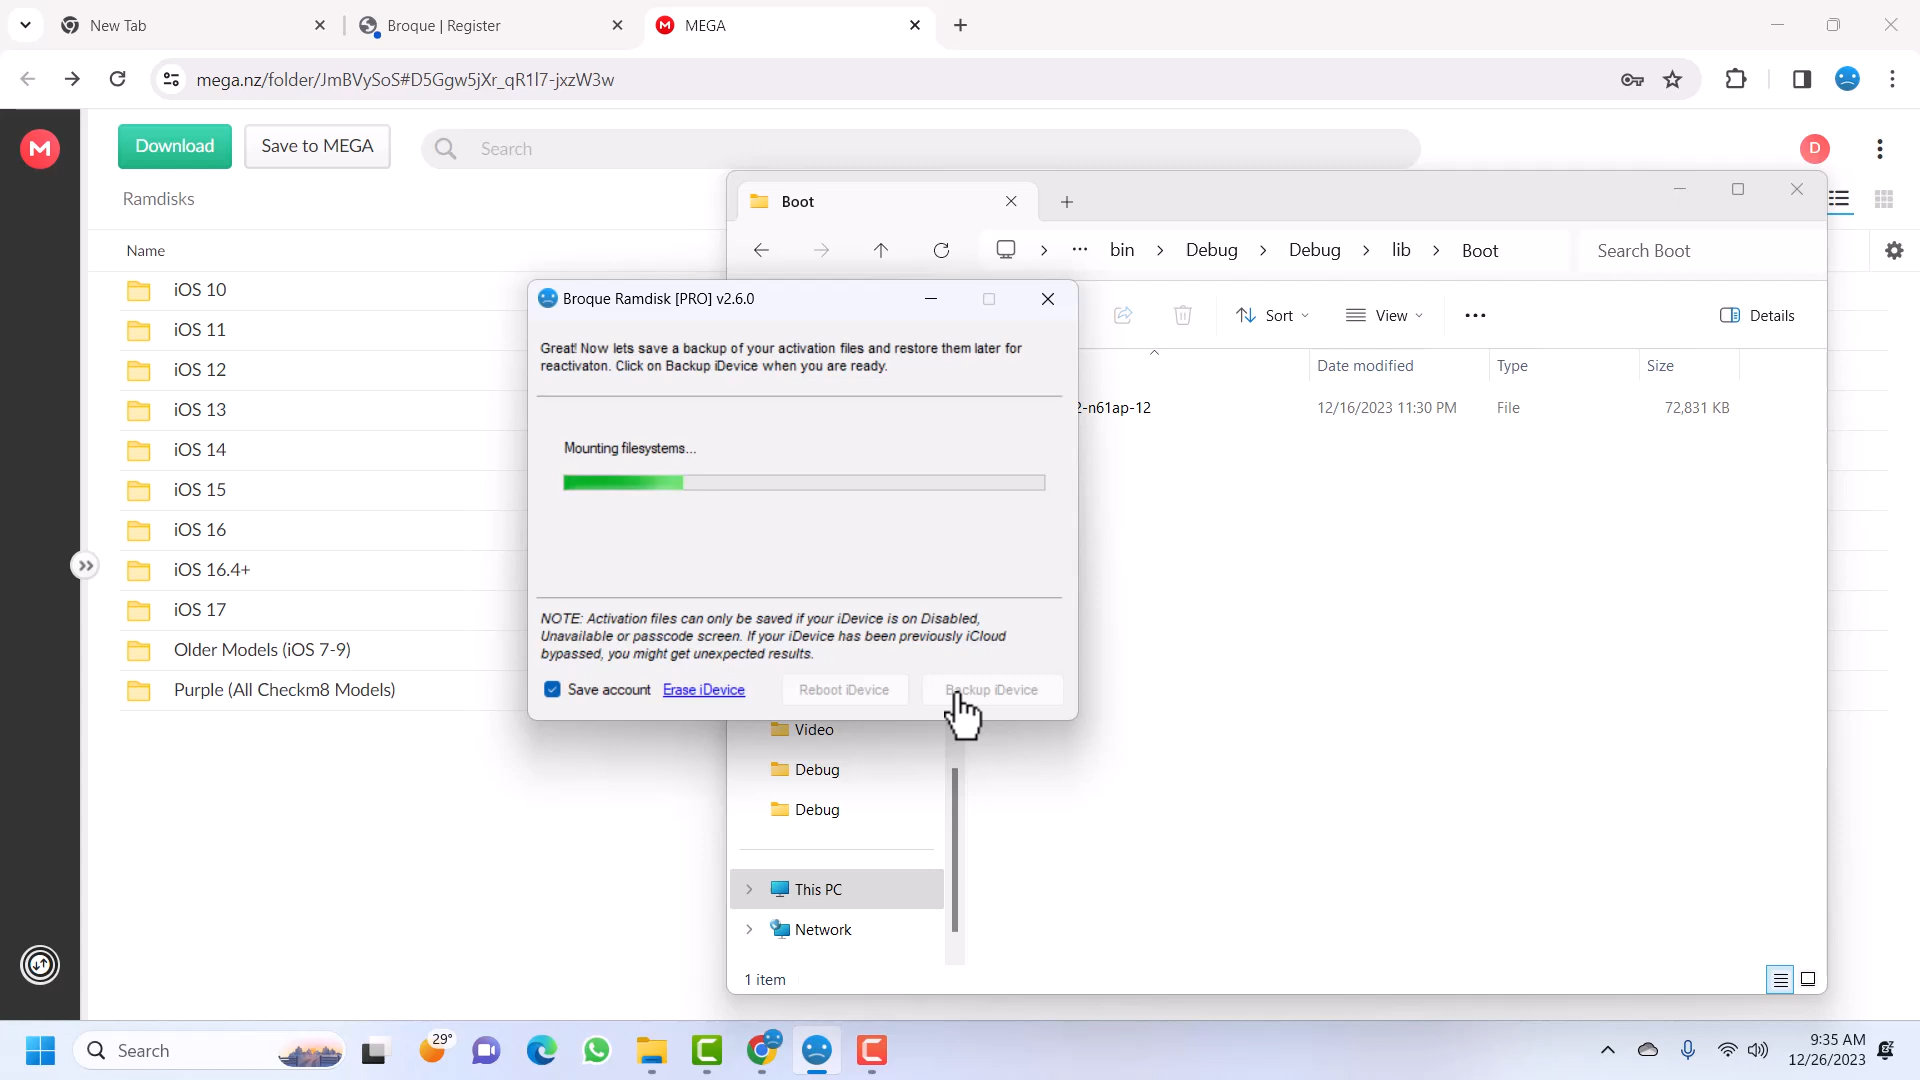 New Tab
Broque | Register
MEGA
mega.nz/folder/JmBVySoS#D5Ggw5jXr_qR1l7-jxzW3w
Download
Save to MEGA
Search
D
Ramdisks
Name
iOS 10
iOS 11
iOS 12
iOS 13
iOS 14
iOS 15
iOS 16
iOS 16.4+
iOS 17
Older Models (iOS 7-9)
Purple (All Checkm8 Models)
Boot
bin > Debug > Debug > lib > Boot
Search Boot
Sort
View
Details
Date modified
Type
Size
2-n61ap-12
12/16/2023 11:30 PM
File
72,831 KB
Broque Ramdisk [PRO] v2.6.0
Great! Now lets save a backup of your activation files and restore them later for
reactivaton. Click on Backup iDevice when you are ready.
Mounting filesystems...
NOTE: Activation files can only be saved if your iDevice is on Disabled,
Unavailable or passcode screen. If your iDevice has been previously iCloud
bypassed, you might get unexpected results.
Save account
Erase iDevice
Reboot iDevice
Backup iDevice
Video
Debug
Debug
This PC
Network
1 item
Search
29°
9:35 AM
12/26/2023